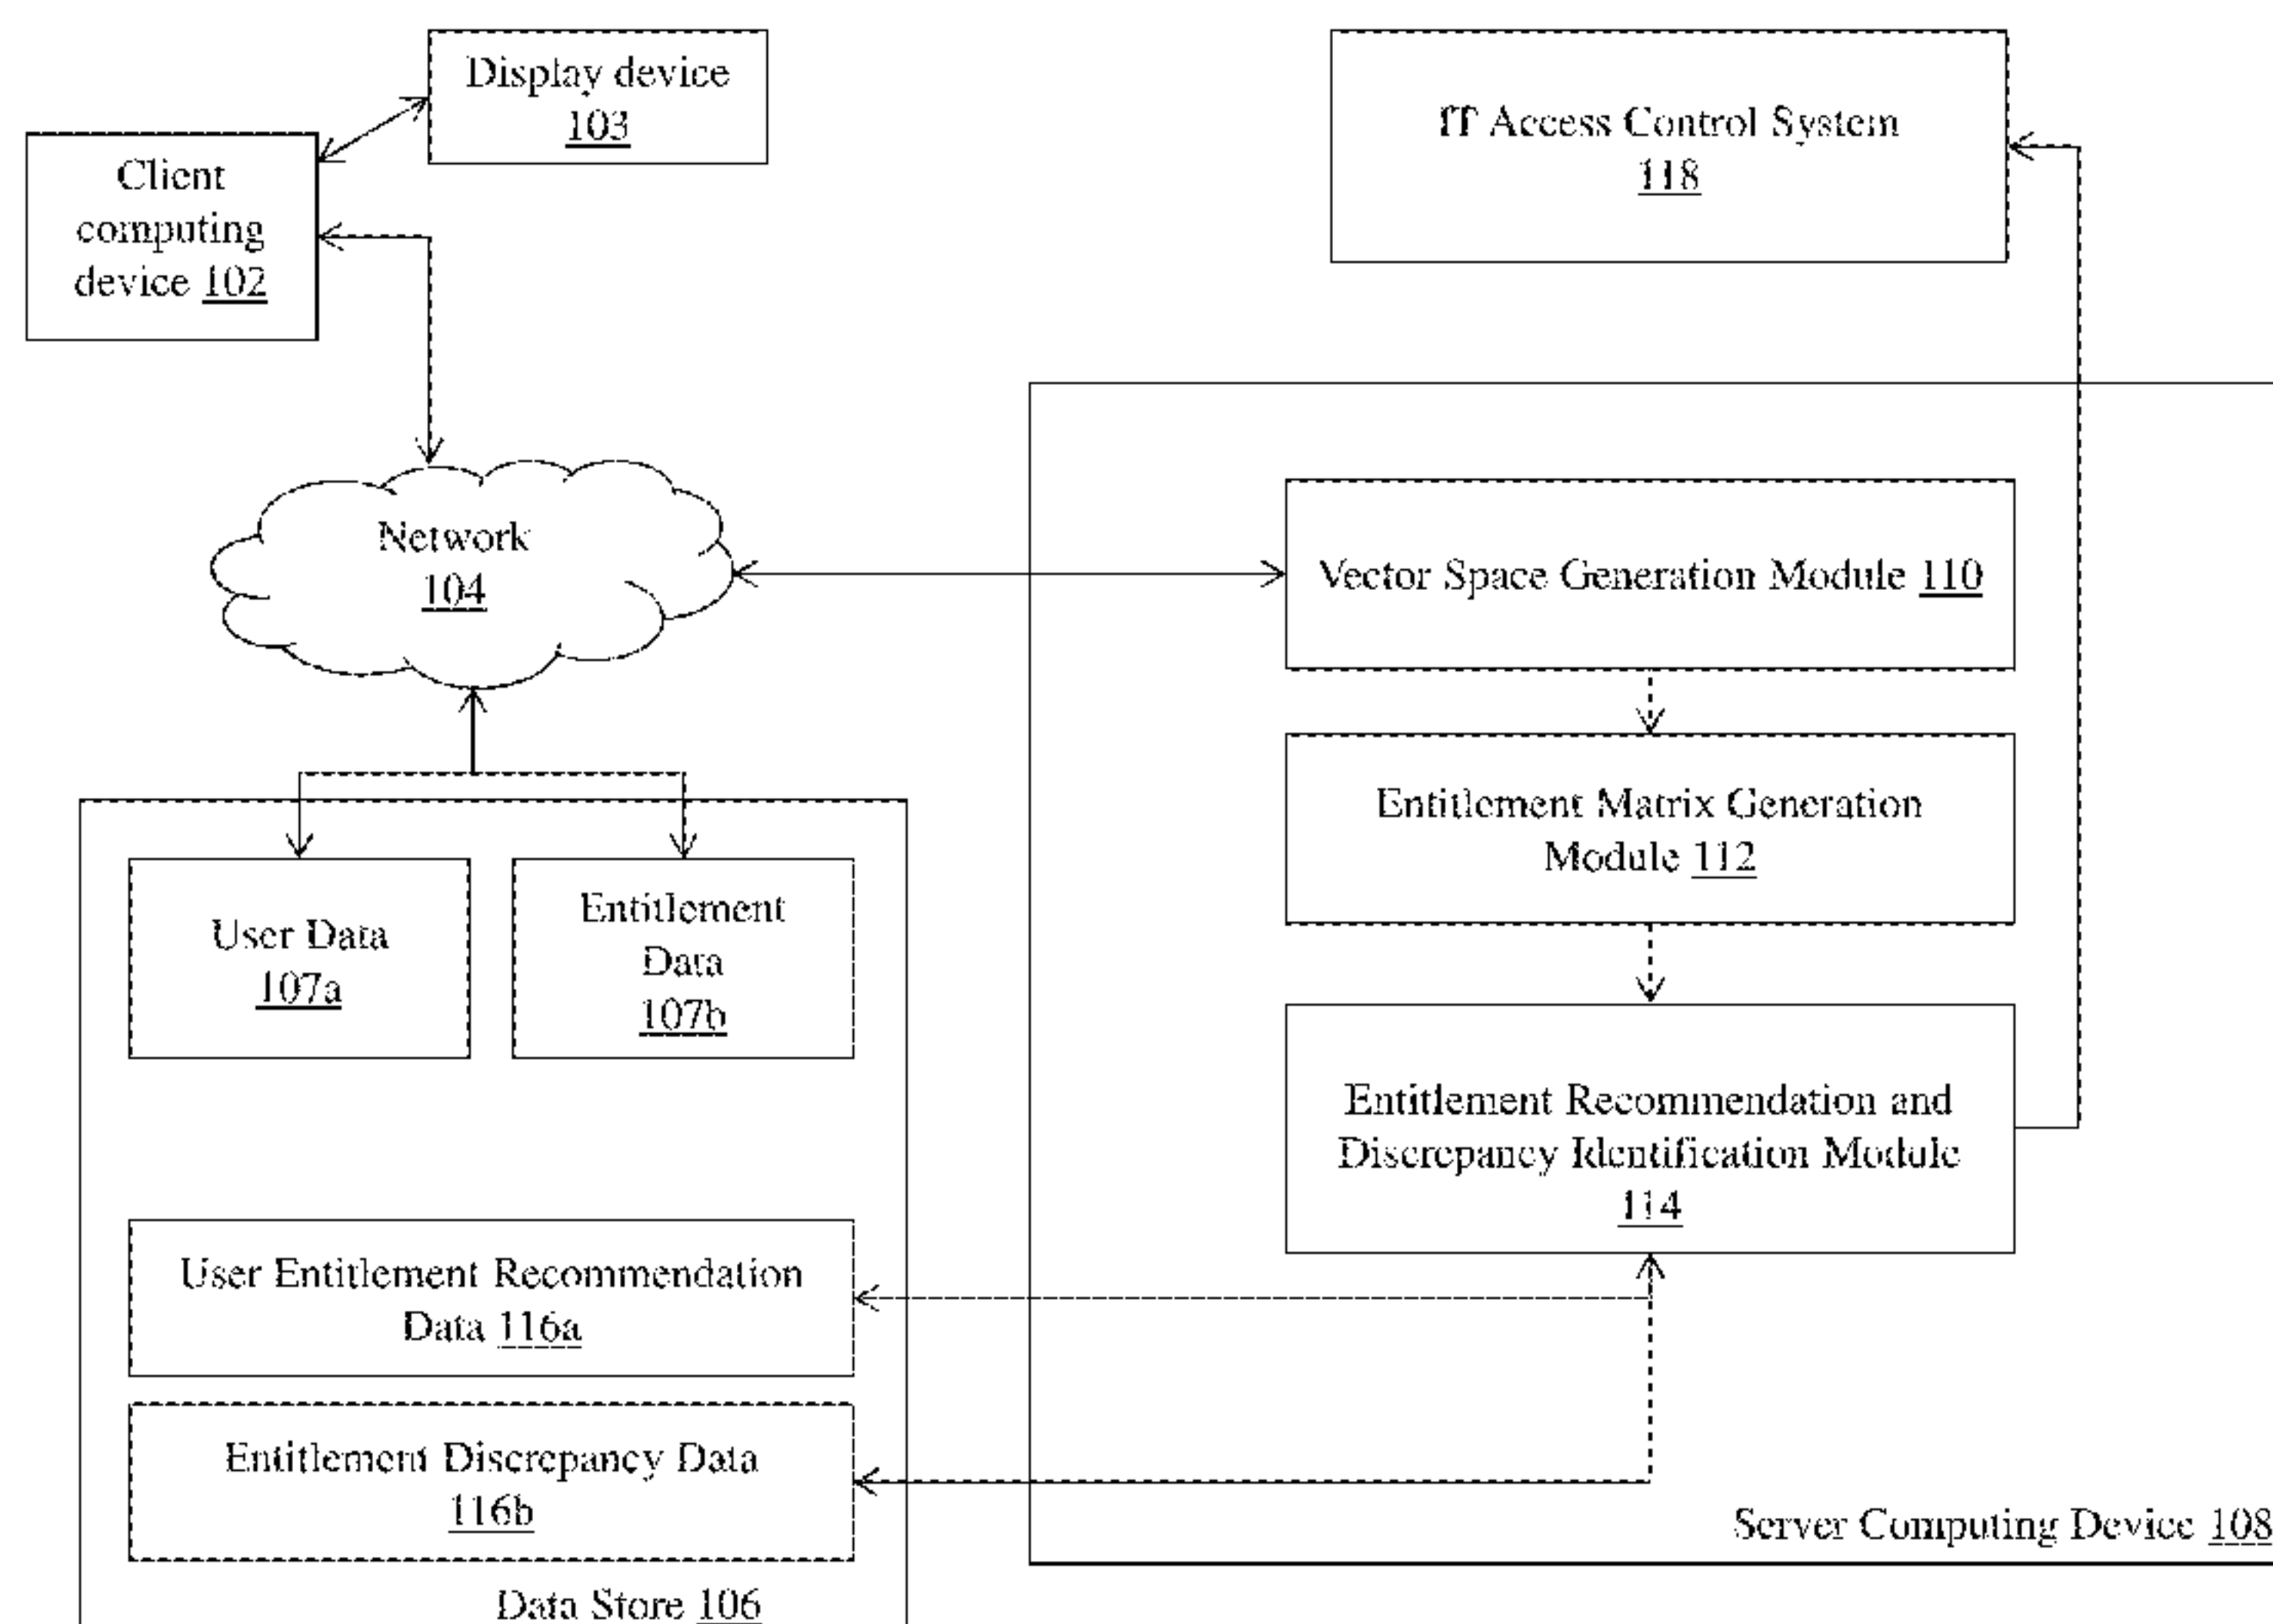 Display device
103
Client
computing
device 102
IT Access Control System
118
Network
104
Vector Space Generation Module 110
Entitlement Matrix Generation
Module 112
User Data
107a
Entitlement
Data
107b
Entitlement Recommendation and
Discrepancy Identification Module
114
User Entitlement Recommendation
Data 116a
Entitlement Discrepancy Data
116b
Server Computing Device 108
Data Store 106